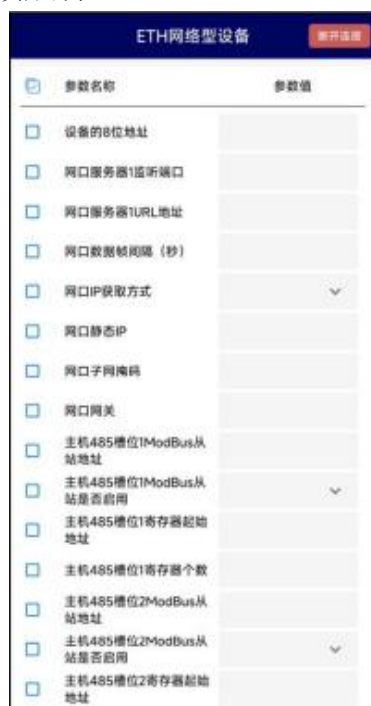 ETH网络型设备
断开连接
参数名称 参数值
设备的8位地址
网口服务器1监听端口
网口服务器1URL地址
网口数据帧间隔（秒）
网口IP获取方式
网口静态IP
网口子网掩码
网口网关
主机485槽位1ModBus从
站地址
主机485槽位1ModBus从
站是否启用
主机485槽位1寄存器起始
地址
主机485槽位1寄存器个数
主机485槽位2ModBus从
站地址
主机485槽位2ModBus从
站是否启用
主机485槽位2寄存器起始
地址